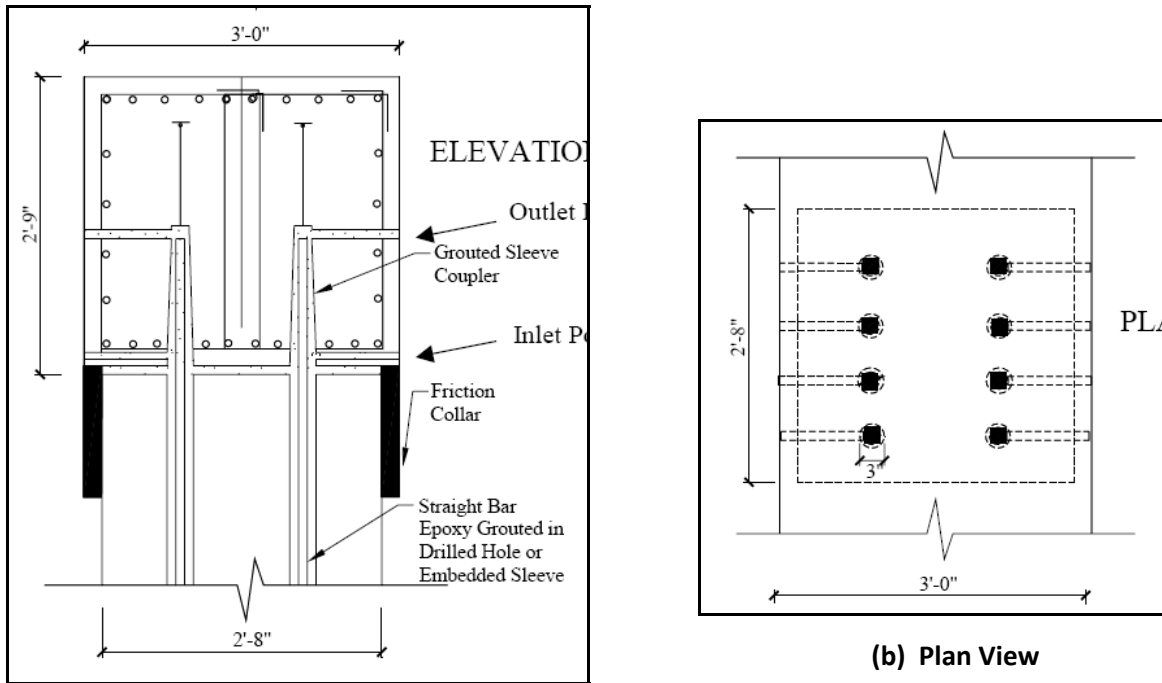 3'-0"
ELEVATIO
2'-9"
Outlet
Grouted Sleeve
Coupler
Inlet
Friction
Collar
Straight Bar
Epoxy Grouted in
Drilled Hole or
Embedded Sleeve
2'-8"
2'-8"
PLA
3"
3'-0"
(b) Plan View